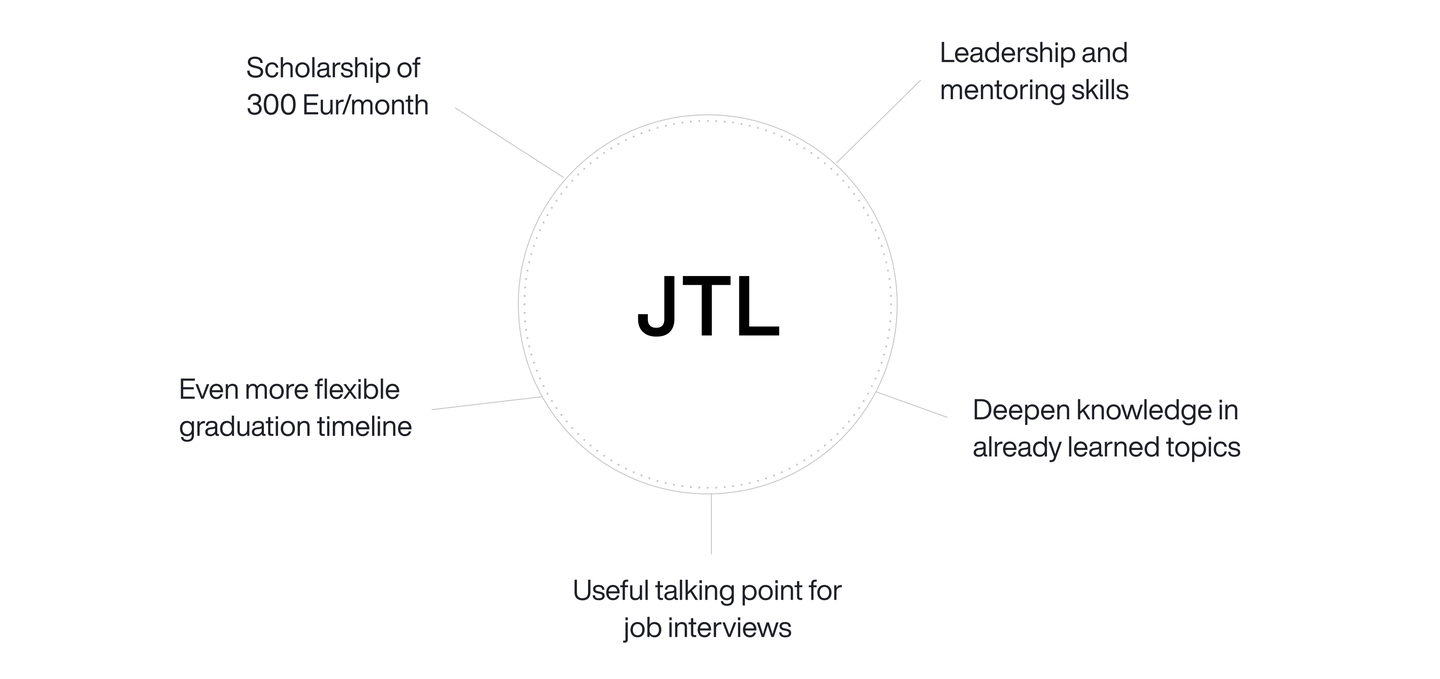 Scholarship of
300 Eur/month
Leadership and
mentoring skills
JTL
Even more flexible
graduation timeline
Deepen knowledge in
already learned topics
Useful talking point for
job interviews